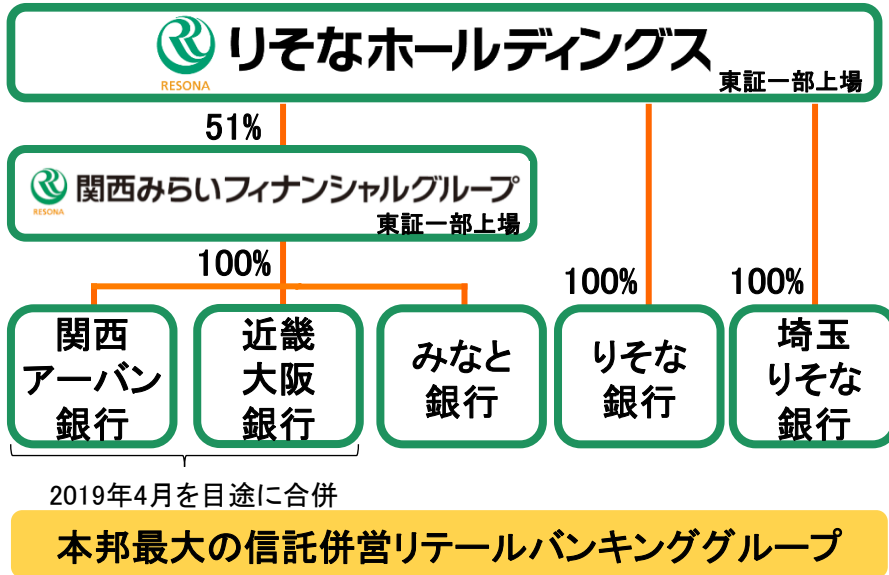 りそなホールディングス
RESONA
東証一部上場
51%
関西みらいフィナンシャルグループ
RESONA
東証一部上場
100%
100%
100%
関西
アーバン
銀行
近畿
大阪
銀行
みなと
銀行
りそな
銀行
埼玉
りそな
銀行
2019年4月を目途に合併
本邦最大の信託併営リテールバンキンググループ